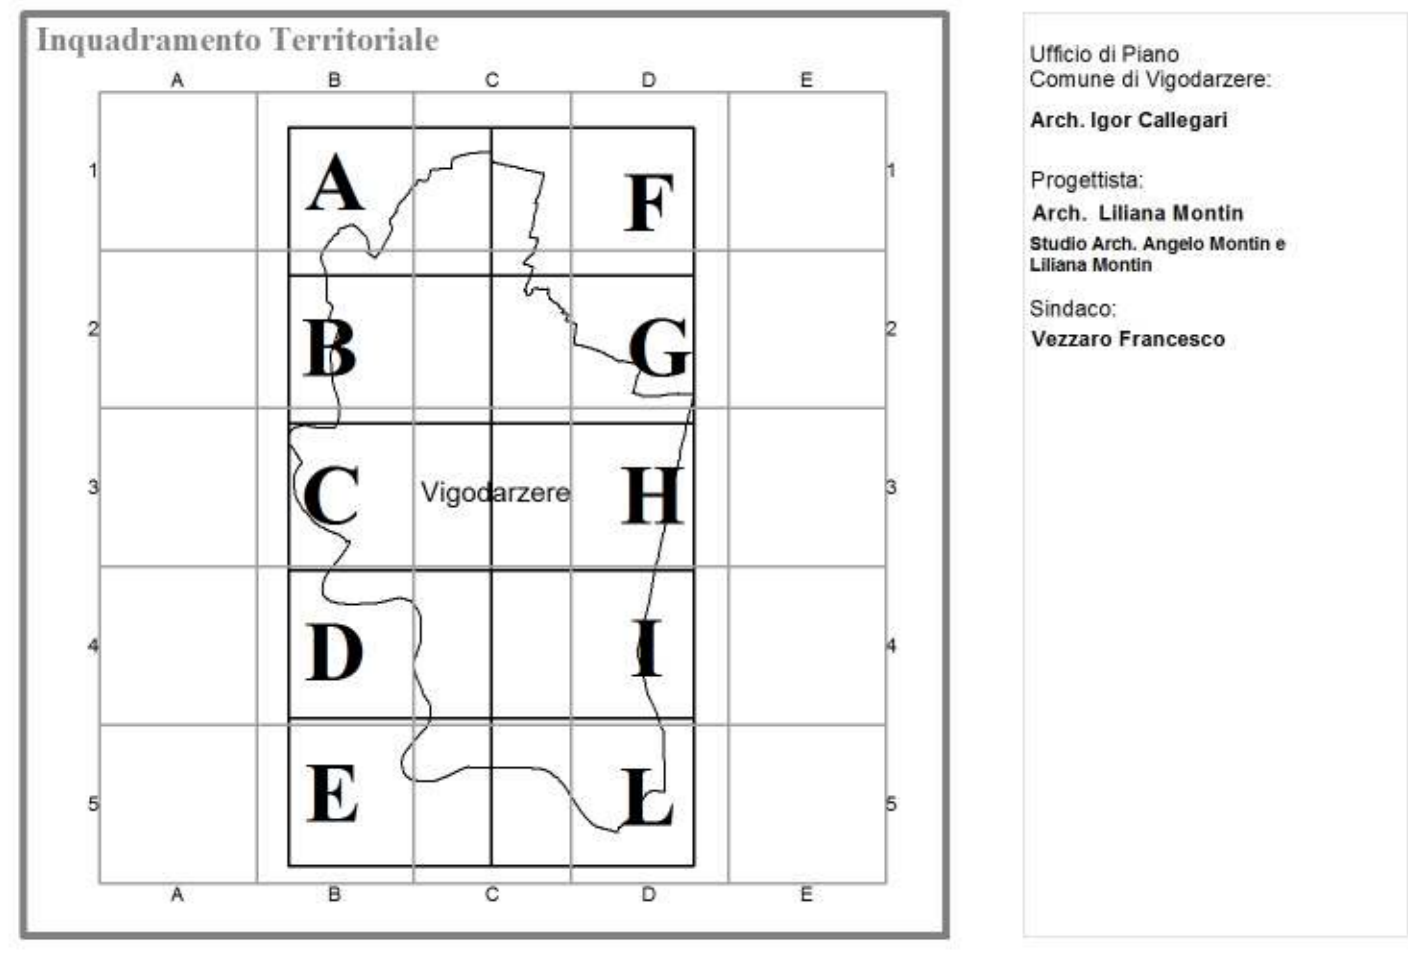 Inquadramento Territoriale
A B C D E
1 A F 1
2 B G 2
3 C Vigodarzere H 3
4 D I 4
5 E L 5
A B C D E
Ufficio di Piano
Comune di Vigodarzere:
Arch. Igor Callegari
Progettista:
Arch. Liliana Montin
Studio Arch. Angelo Montin e
Liliana Montin
Sindaco:
Vezzaro Francesco